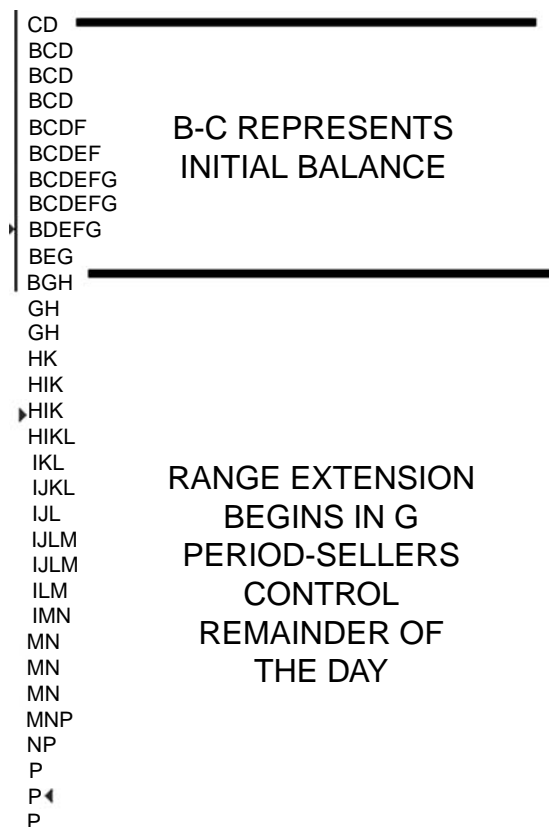 CD
BCD
BCD
BCD
BCDF
BCDEF
BCDEFG
BCDEFG
BDEFG
BEG
BGH
GH
GH
HK
HIK
HIK
HIKL
IKL
IJKL
IJL
IJLM
IJLM
ILM
IMN
MN
MN
MN
MNP
NP
P
P
P
B-C REPRESENTS
INITIAL BALANCE
RANGE EXTENSION
BEGINS IN G
PERIOD-SELLERS
CONTROL
REMAINDER OF
THE DAY